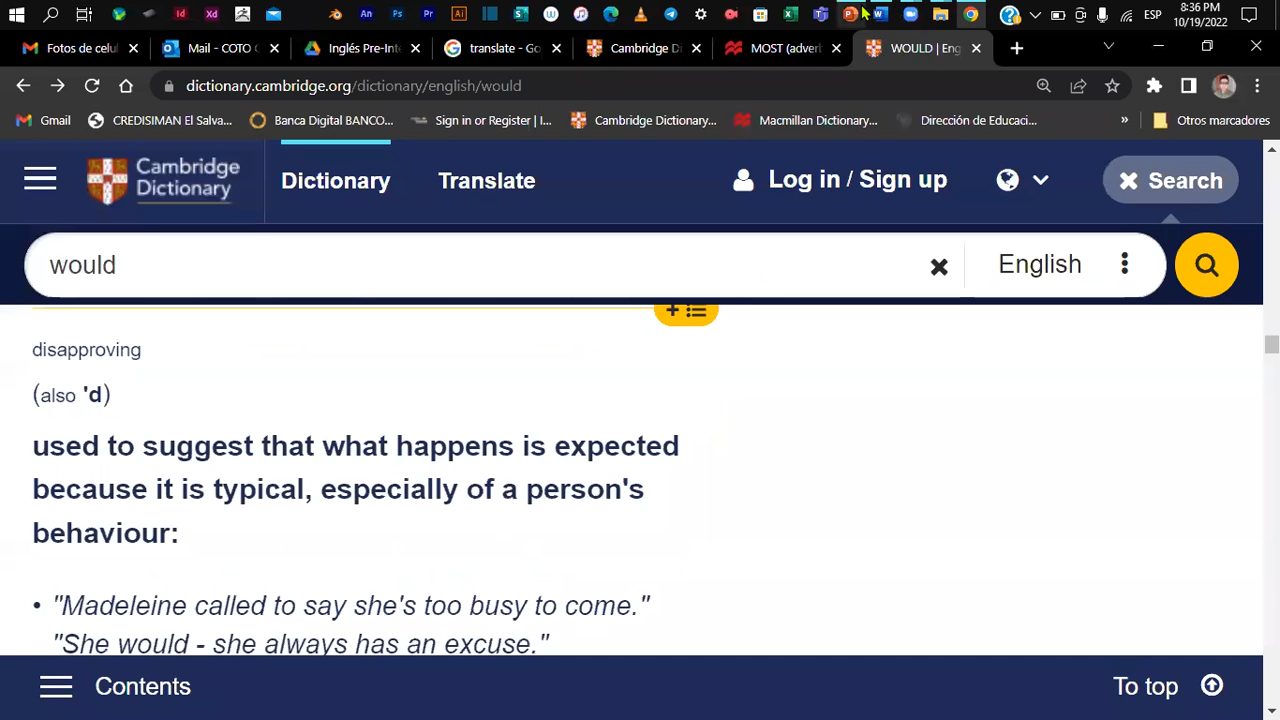 8:36 PM
ESP
10/19/2022
Fotos de celul
Mail - COTO C
Inglés Pre-Inte
translate - Go
Cambridge Di
MOST (adverb
WOULD | Eng
dictionary.cambridge.org/dictionary/english/would
Gmail
CREDISIMAN El Salva...
Banca Digital BANCO...
Sign in or Register | I...
Cambridge Dictionary...
Macmillan Dictionary...
Dirección de Educaci...
»
Otros marcadores
Cambridge
Dictionary
Dictionary
Translate
Log in / Sign up
Search
would
English
disapproving
(also 'd)
used to suggest that what happens is expected
because it is typical, especially of a person's
behaviour:
• "Madeleine called to say she's too busy to come."
"She would - she always has an excuse."
Contents
To top